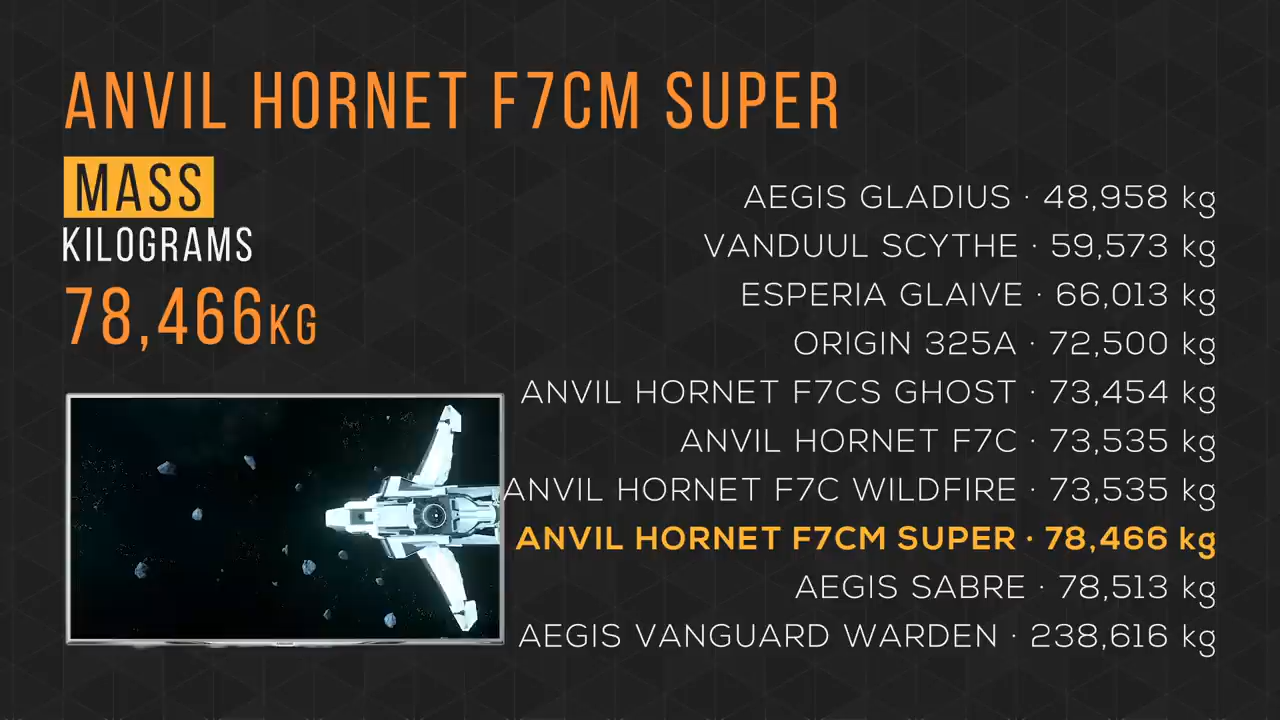 ANVIL HORNET F7CM SUPER
MASS
KILOGRAMS
78,466KG
AEGIS GLADIUS · 48,958 kg
VANDUUL SCYTHE · 59,573 kg
ESPERIA GLAIVE · 66,013 kg
ORIGIN 325A · 72,500 kg
ANVIL HORNET F7CS GHOST · 73,454 kg
ANVIL HORNET F7C · 73,535 kg
ANVIL HORNET F7C WILDFIRE · 73,535 kg
ANVIL HORNET F7CM SUPER · 78,466 kg
AEGIS SABRE · 78,513 kg
AEGIS VANGUARD WARDEN · 238,616 kg